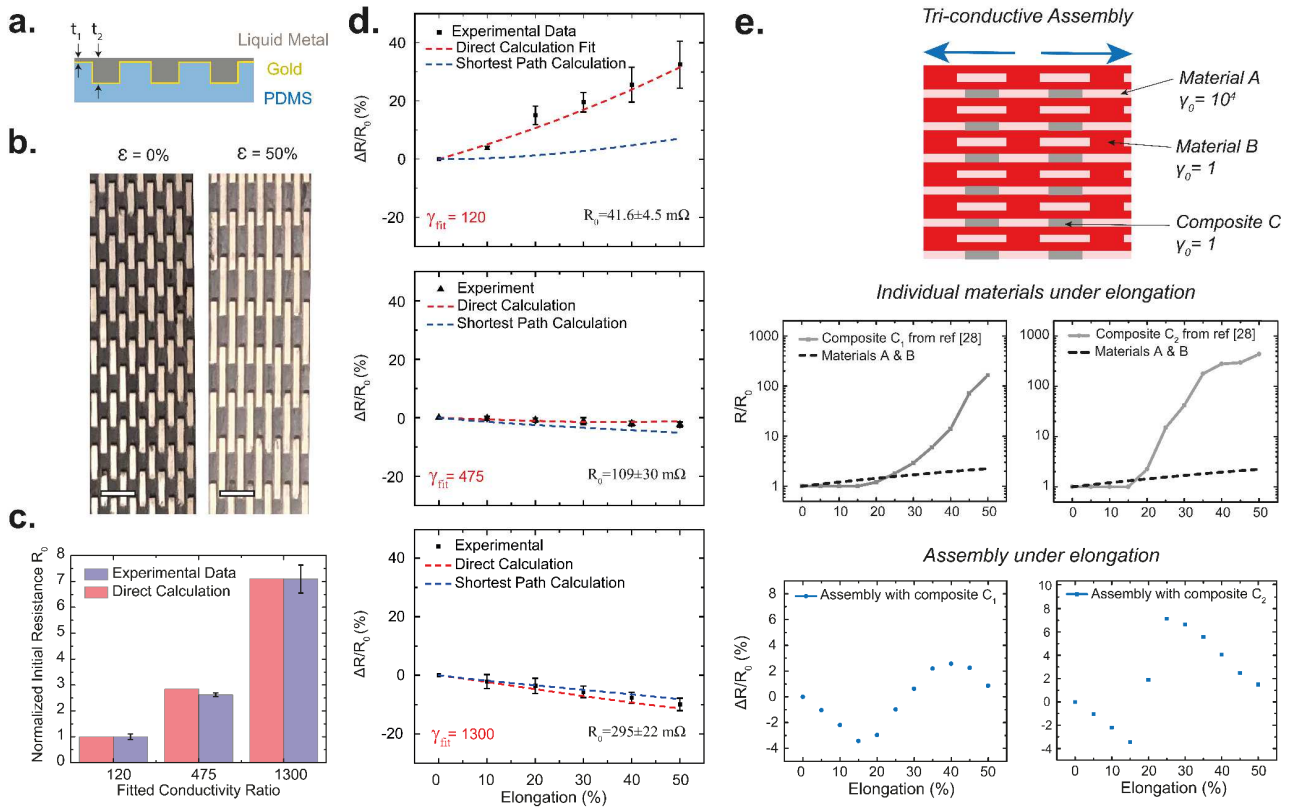 a.
t1 t2
Liquid Metal
Gold
PDMS
b.
Ɛ = 0%
Ɛ = 50%
c.
Normalized Initial Resistance R0
8
7
6
5
4
3
2
1
0
Experimental Data
Direct Calculation
120 475 1300
Fitted Conductivity Ratio
d.
ΔR/R0 (%)
40
20
0
-20
Experimental Data
Direct Calculation Fit
Shortest Path Calculation
γfit = 120
R0=41.6±4.5 mΩ
ΔR/R0 (%)
40
20
0
-20
Experiment
Direct Calculation
Shortest Path Calculation
γfit = 475
R0=109±30 mΩ
ΔR/R0 (%)
40
20
0
-20
Experimental
Direct Calculation
Shortest Path Calculation
γfit = 1300
R0=295±22 mΩ
0 10 20 30 40 50
Elongation (%)
e.
Tri-conductive Assembly
Material A
γ0 = 10⁴
Material B
γ0 = 1
Composite C
γ0 = 1
Individual materials under elongation
R/R0
1000
100
10
1
Composite C1 from ref [28]
Materials A & B
0 10 20 30 40 50
1000
100
10
1
Composite C2 from ref [28]
Materials A & B
0 10 20 30 40 50
Assembly under elongation
ΔR/R0 (%)
8
6
4
2
0
-2
-4
Assembly with composite C1
0 10 20 30 40 50
Elongation (%)
10
8
6
4
2
0
-2
-4
Assembly with composite C2
0 10 20 30 40 50
Elongation (%)